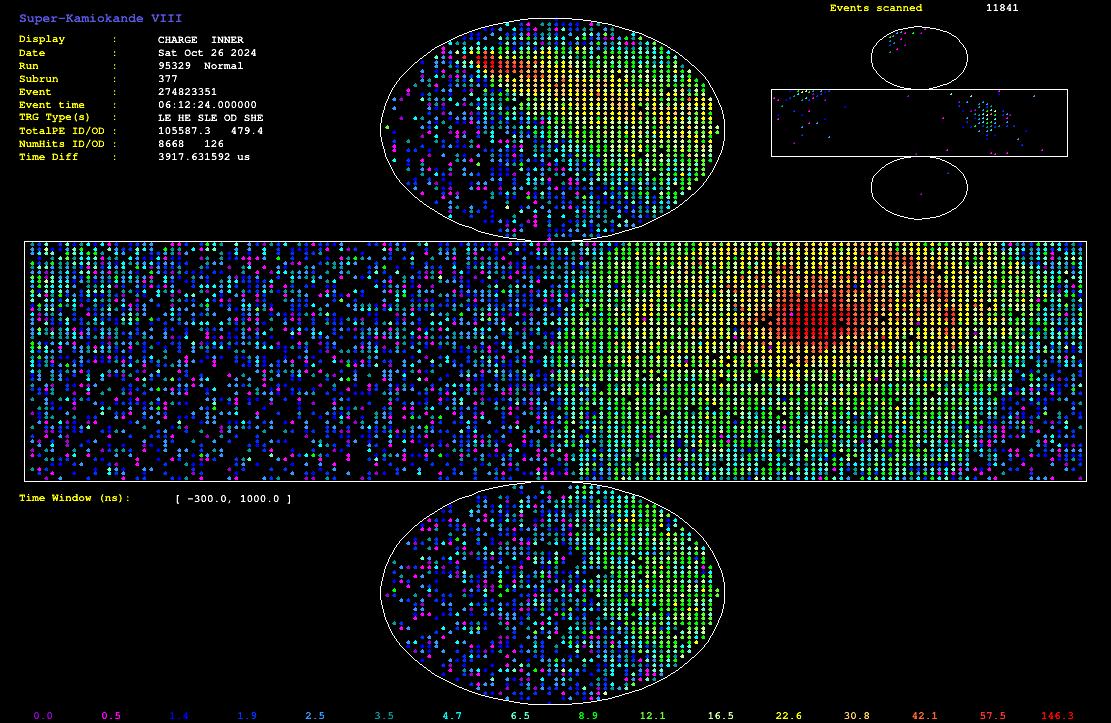 Super-Kamiokande VIII
Display : CHARGE INNER
Date : Sat Oct 26 2024
Run : 95329 Normal
Subrun : 377
Event : 274823351
Event time : 06:12:24.000000
TRG Type(s) : LE HE SLE OD SHE
TotalPE ID/OD : 105587.3 479.4
NumHits ID/OD : 8668 126
Time Diff : 3917.631592 us
Events scanned 11841
Time Window (ns): [ -300.0, 1000.0 ]
0.0 0.5 1.4 1.9 2.5 3.5 4.7 6.5 8.9 12.1 16.5 22.6 30.8 42.1 57.5 146.3